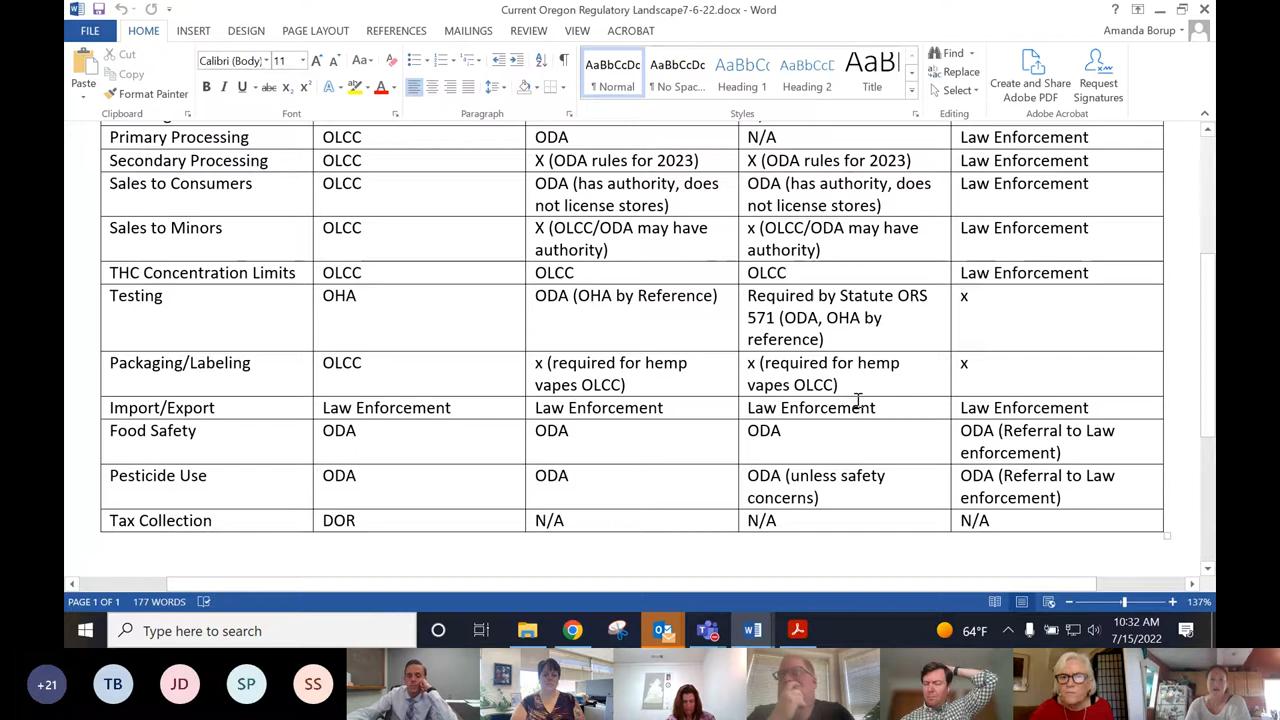 Current Oregon Regulatory Landscape7-6-22.docx - Word
FILE HOME INSERT DESIGN PAGE LAYOUT REFERENCES MAILINGS REVIEW VIEW ACROBAT
Amanda Borup
Paste
Cut
Copy
Format Painter
Clipboard
Calibri (Body) 11
Font
Paragraph
AaBbCcDc AaBbCcDc AaBbCc AaBbCcD AaBl
¶ Normal ¶ No Spac... Heading 1 Heading 2 Title
Styles
Find
Replace
Select
Editing
Create and Share
Adobe PDF
Request
Signatures
Adobe Acrobat
Primary Processing OLCC ODA N/A Law Enforcement
Secondary Processing OLCC X (ODA rules for 2023) X (ODA rules for 2023) Law Enforcement
Sales to Consumers OLCC ODA (has authority, does ODA (has authority, does Law Enforcement
not license stores) not license stores)
Sales to Minors OLCC X (OLCC/ODA may have x (OLCC/ODA may have Law Enforcement
authority) authority)
THC Concentration Limits OLCC OLCC OLCC Law Enforcement
Testing OHA ODA (OHA by Reference) Required by Statute ORS x
571 (ODA, OHA by
reference)
Packaging/Labeling OLCC x (required for hemp x (required for hemp x
vapes OLCC) vapes OLCC)
Import/Export Law Enforcement Law Enforcement Law Enforcement Law Enforcement
Food Safety ODA ODA ODA ODA (Referral to Law
enforcement)
Pesticide Use ODA ODA ODA (unless safety ODA (Referral to Law
concerns) enforcement)
Tax Collection DOR N/A N/A N/A
PAGE 1 OF 1 177 WORDS 137%
Type here to search
64°F
10:32 AM
7/15/2022
+21 TB JD SP SS